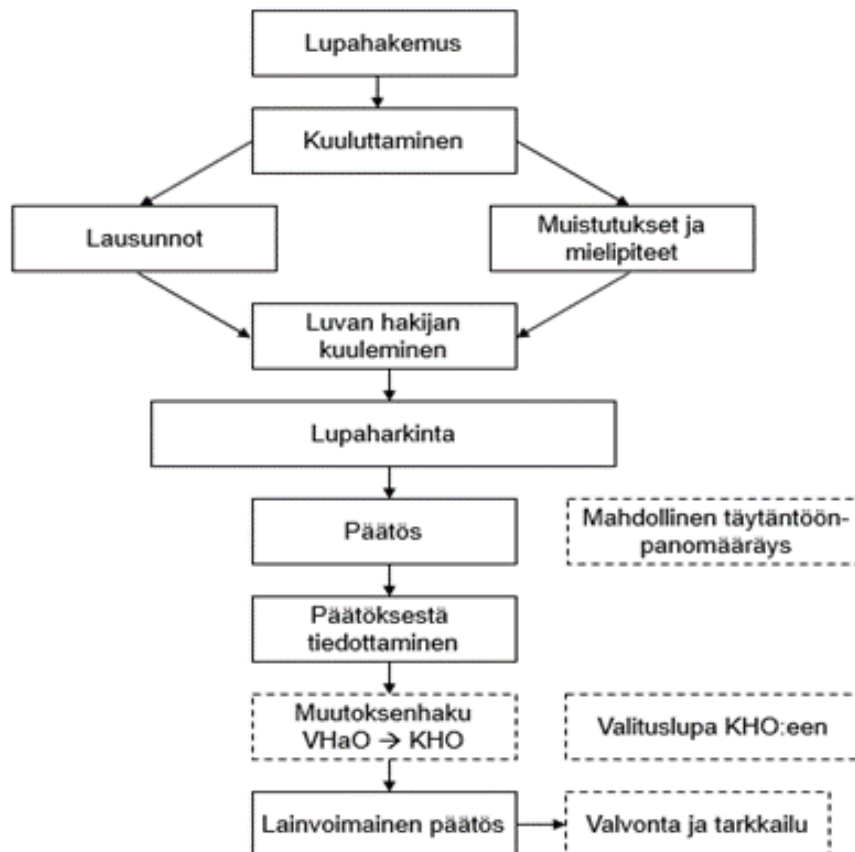 Lupahakemus
Kuuluttaminen
Lausunnot
Muistutukset ja
mielipiteet
Luvan hakijan
kuuleminen
Lupaharkinta
Päätös
Mahdollinen täytäntöön-
panomääräys
Päätöksestä
tiedottaminen
Muutoksenhaku
VHaO → KHO
Valituslupa KHO:een
Lainvoimainen päätös
Valvonta ja tarkkailu